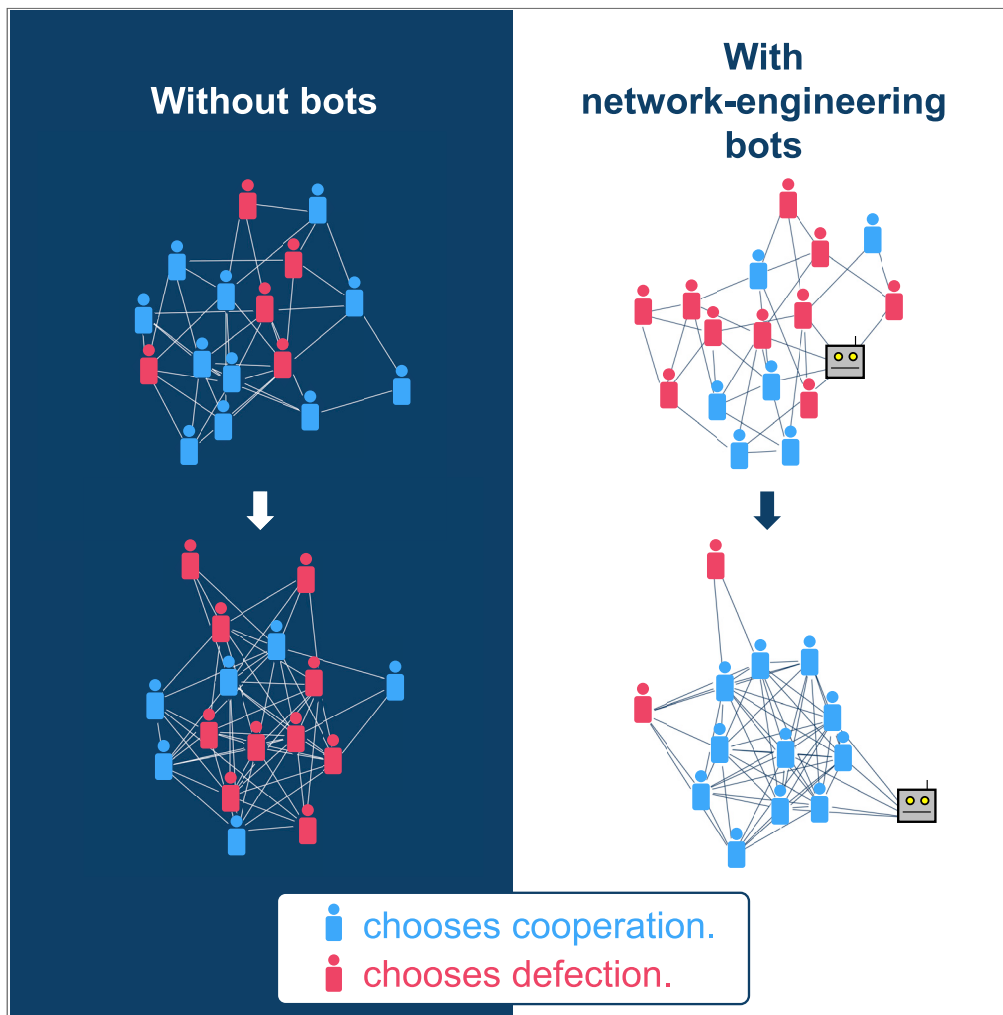 Without bots
With
network-engineering
bots
chooses cooperation.
chooses defection.